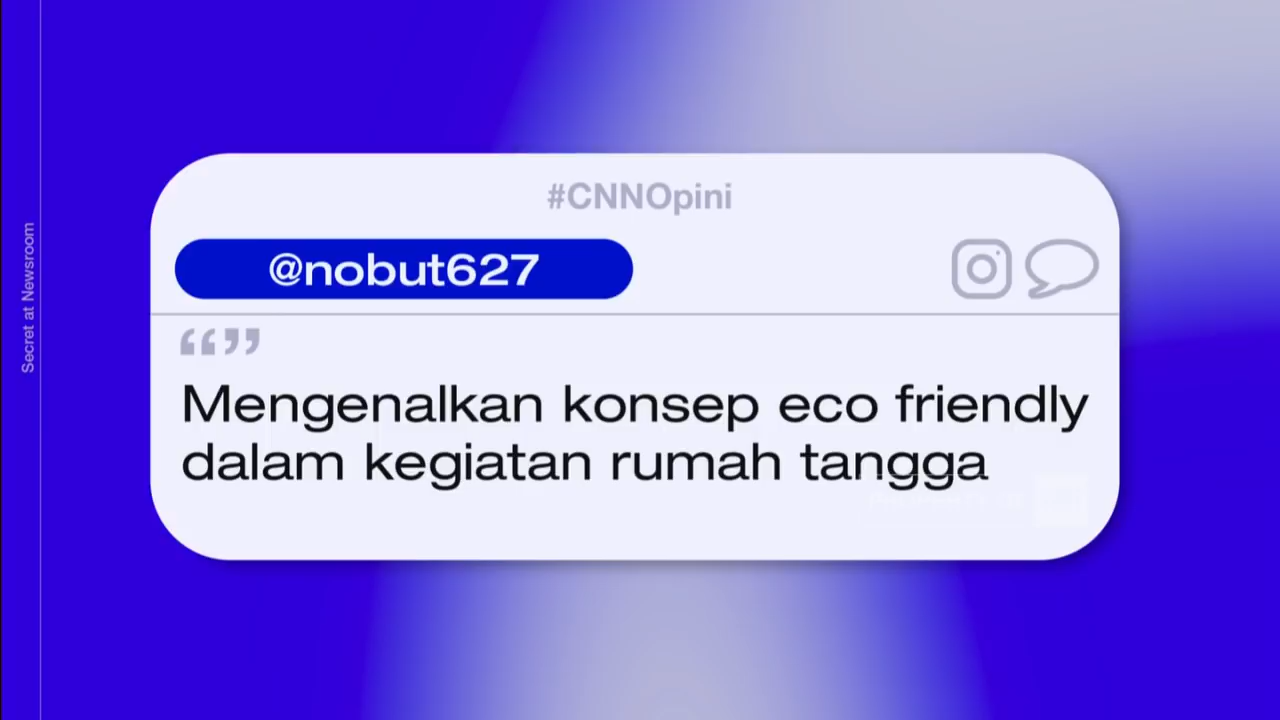 Secret at Newsroom
#CNNOpini
@nobut627
“”
Mengenalkan konsep eco friendly
dalam kegiatan rumah tangga